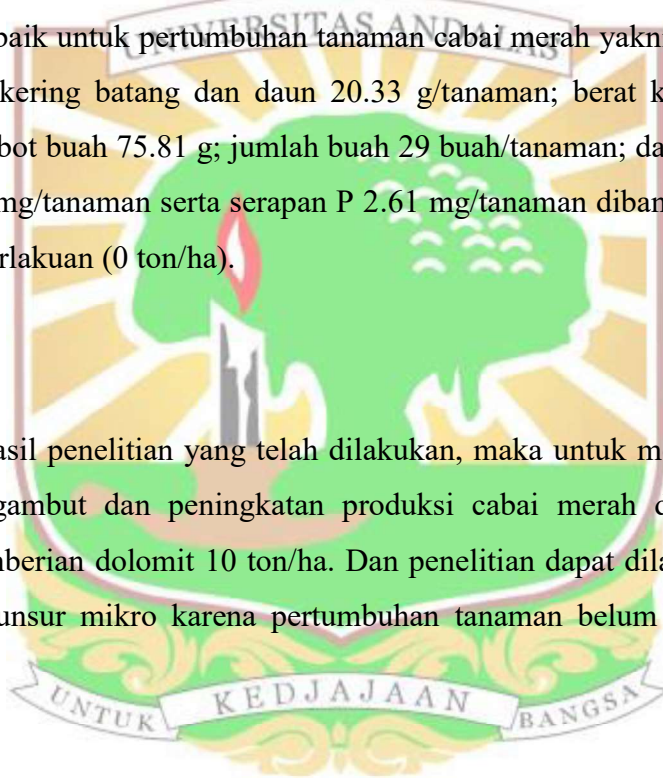 UNIVERSITAS ANDALAS
baik untuk pertumbuhan tanaman cabai merah yakn
kering batang dan daun 20.33 g/tanaman; berat k
bot buah 75.81 g; jumlah buah 29 buah/tanaman; da
mg/tanaman serta serapan P 2.61 mg/tanaman diban
rlakuan (0 ton/ha).
asil penelitian yang telah dilakukan, maka untuk m
gambut dan peningkatan produksi cabai merah d
mberian dolomit 10 ton/ha. Dan penelitian dapat dila
unsur mikro karena pertumbuhan tanaman belum
UNTUK KEDJAJAAN BANGSA